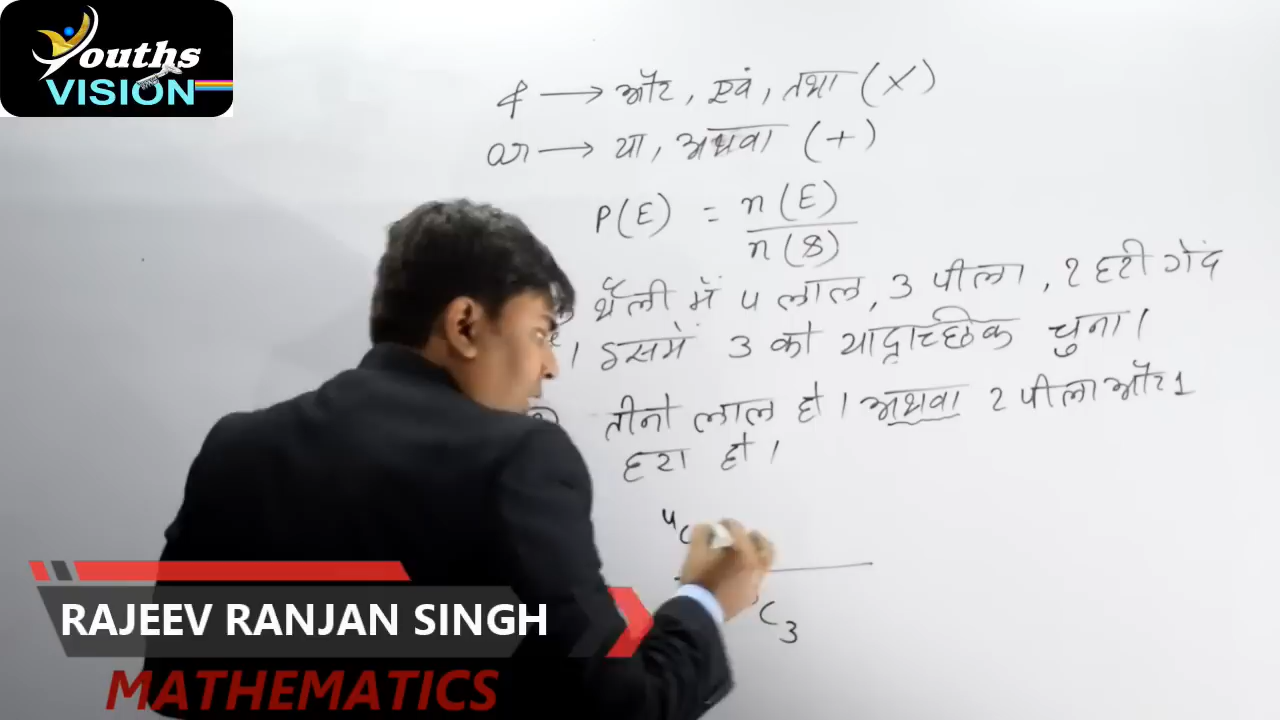 Youths
VISION
& → और, एवं, तथा (×)
or → या, अथवा (+)
P(E) = n(E)
n(S)
थैली में 4 लाल, 3 पीला, 2 हरी गेंद
। इसमें 3 को यादृच्छिक चुना।
तीनो लाल हो। अथवा 2 पीला और 1
हरा हो।
4C
C3
RAJEEV RANJAN SINGH
MATHEMATICS